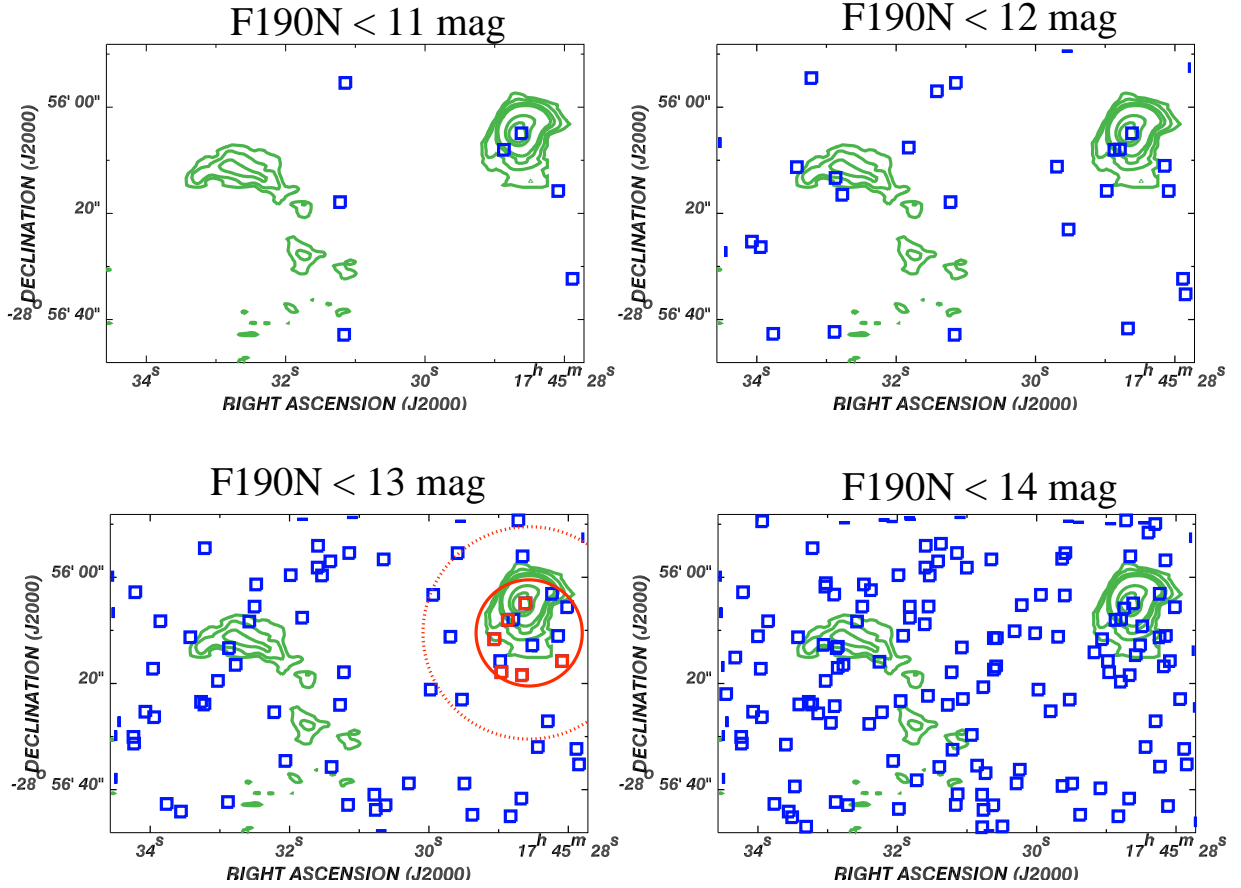 F190N < 11 mag
F190N < 12 mag
DECLINATION (J2000)
56' 00"
20"
-28° 56' 40"
34s 32s 30s 17h 45m 28s
RIGHT ASCENSION (J2000)
DECLINATION (J2000)
56' 00"
20"
-28° 56' 40"
34s 32s 30s 17h 45m 28s
RIGHT ASCENSION (J2000)
F190N < 13 mag
F190N < 14 mag
DECLINATION (J2000)
56' 00"
20"
-28° 56' 40"
34s 32s 30s 17h 45m 28s
RIGHT ASCENSION (J2000)
DECLINATION (J2000)
56' 00"
20"
-28° 56' 40"
34s 32s 30s 17h 45m 28s
RIGHT ASCENSION (J2000)